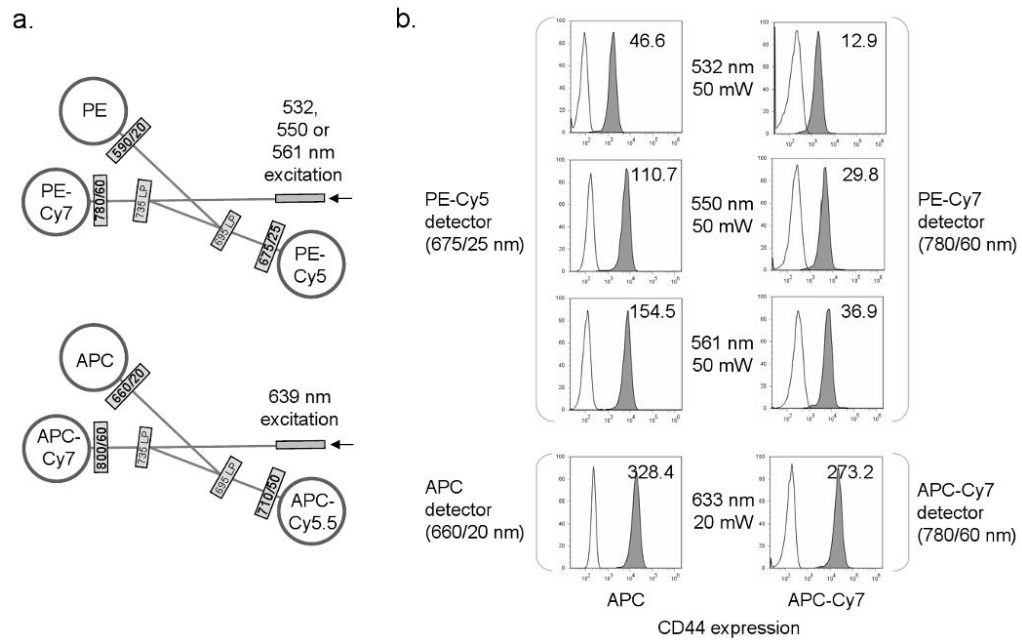 a.
PE
590/20
532,
550 or
561 nm
excitation
PE-
Cy7
780/60
735 LP
695 LP
675/25
PE-
Cy5
APC
660/20
639 nm
excitation
APC-
Cy7
800/60
735 LP
695 LP
710/50
APC-
Cy5.5
b.
46.6
532 nm
50 mW
12.9
PE-Cy5
detector
(675/25 nm)
110.7
550 nm
50 mW
29.8
PE-Cy7
detector
(780/60 nm)
154.5
561 nm
50 mW
36.9
APC
detector
(660/20 nm)
328.4
633 nm
20 mW
273.2
APC-Cy7
detector
(780/60 nm)
APC
APC-Cy7
CD44 expression